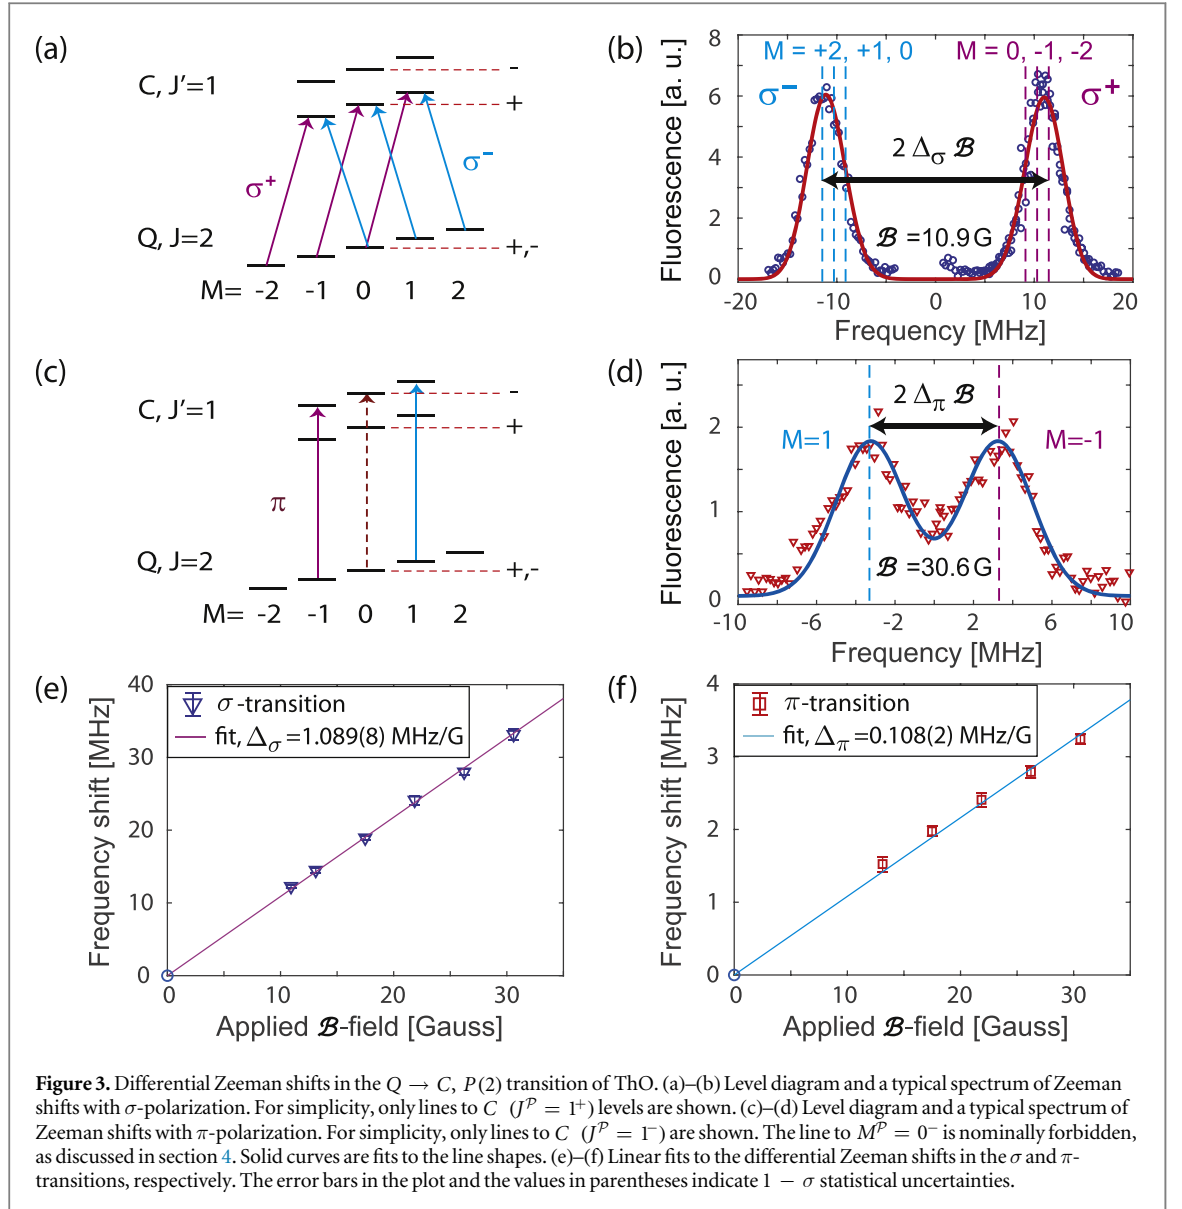 (a)
C, J'=1
-
+
σ+
σ−
Q, J=2
+,-
M= -2 -1 0 1 2
(b)
Fluorescence [a. u.]
8
6
4
2
0
M = +2, +1, 0
M = 0, -1, -2
σ−
σ+
2 Δσ ℬ
ℬ =10.9 G
-20 -10 0 10 20
Frequency [MHz]
(c)
C, J'=1
-
+
π
Q, J=2
+,-
M= -2 -1 0 1 2
(d)
Fluorescence [a. u.]
2
1
0
2 Δπ ℬ
M=1
M=-1
ℬ =30.6 G
-10 -6 -2 2 6 10
Frequency [MHz]
(e)
Frequency shift [MHz]
40
30
20
10
0
σ -transition
fit, Δσ=1.089(8) MHz/G
0 10 20 30
Applied ℬ-field [Gauss]
(f)
Frequency shift [MHz]
4
3
2
1
0
π-transition
fit, Δπ=0.108(2) MHz/G
0 10 20 30
Applied ℬ-field [Gauss]
Figure 3. Differential Zeeman shifts in the Q → C, P(2) transition of ThO. (a)–(b) Level diagram and a typical spectrum of Zeeman
shifts with σ-polarization. For simplicity, only lines to C (J^𝒫 = 1⁺) levels are shown. (c)–(d) Level diagram and a typical spectrum of
Zeeman shifts with π-polarization. For simplicity, only lines to C (J^𝒫 = 1⁻) are shown. The line to M^𝒫 = 0⁻ is nominally forbidden,
as discussed in section 4. Solid curves are fits to the line shapes. (e)–(f) Linear fits to the differential Zeeman shifts in the σ and π-
transitions, respectively. The error bars in the plot and the values in parentheses indicate 1 − σ statistical uncertainties.